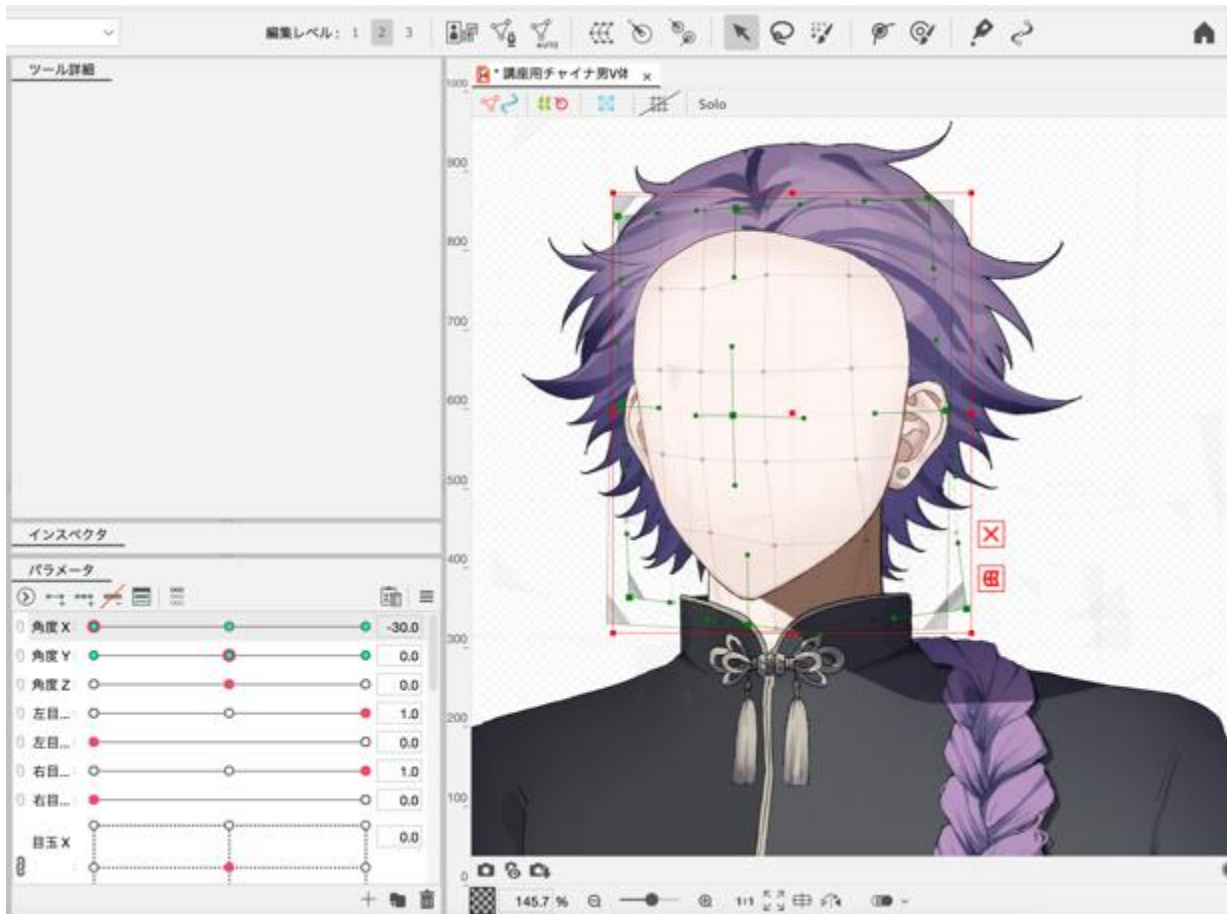 編集レベル： 1 2 3
AUTO
ツール詳細
* 講座用チャイナ男V体
Solo
1000
900
800
700
600
500
400
300
200
100
0
インスペクタ
パラメータ
角度 X -30.0
角度 Y 0.0
角度 Z 0.0
左目... 1.0
左目... 0.0
右目... 1.0
右目... 0.0
目玉 X 0.0
145.7 %
1:1